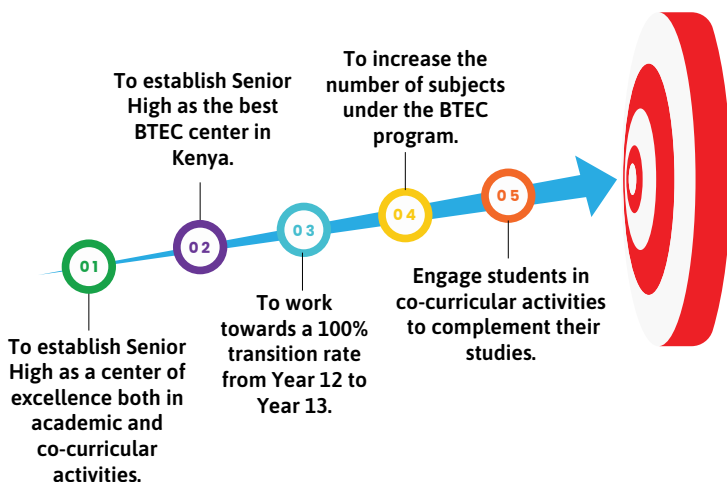 01
To establish Senior
High as a center of
excellence both in
academic and
co-curricular
activities.
02
To establish Senior
High as the best
BTEC center in
Kenya.
03
To work
towards a 100%
transition rate
from Year 12 to
Year 13.
04
To increase the
number of subjects
under the BTEC
program.
05
Engage students in
co-curricular activities
to complement their
studies.